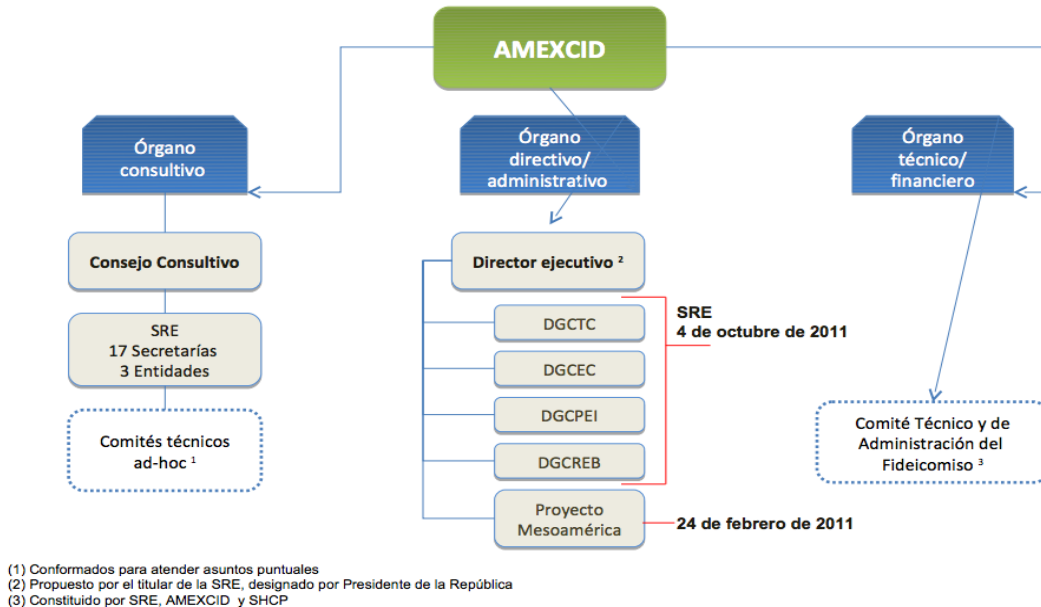 AMEXCID
Órgano
consultivo
Órgano
directivo/
administrativo
Órgano
técnico/
financiero
Consejo Consultivo
SRE
17 Secretarías
3 Entidades
Comités técnicos
ad-hoc ¹
Director ejecutivo ²
DGCTC
DGCEC
DGCPEI
DGCREB
Proyecto
Mesoamérica
SRE
4 de octubre de 2011
24 de febrero de 2011
Comité Técnico y de
Administración del
Fideicomiso ³
(1) Conformados para atender asuntos puntuales
(2) Propuesto por el titular de la SRE, designado por Presidente de la República
(3) Constituido por SRE, AMEXCID y SHCP